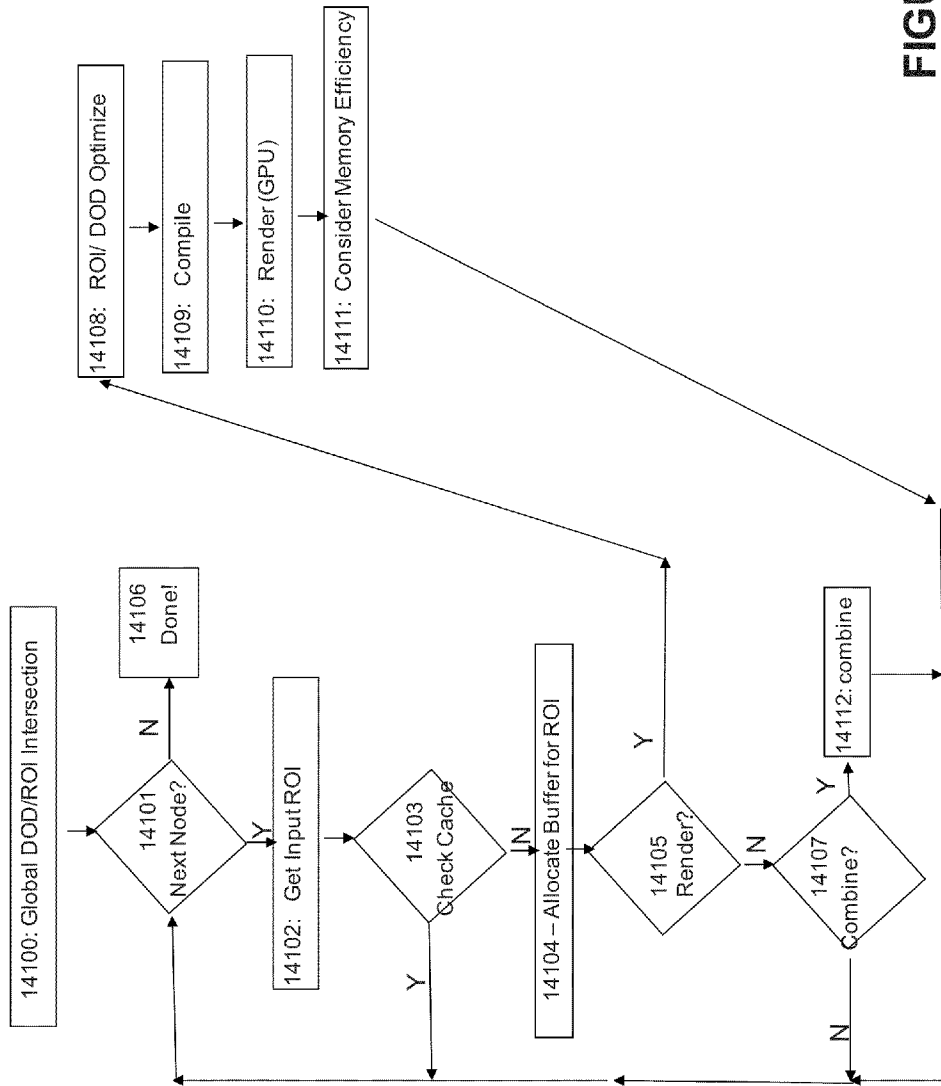 14100: Global DOD/ROI Intersection
14101
Next Node?
N
14106
Done!
Y
14102: Get Input ROI
14103
Check Cache
Y
N
14104 – Allocate Buffer for ROI
14105
Render?
Y
N
14107
Combine?
N
Y
14112: combine
14108: ROI/ DOD Optimize
14109: Compile
14110: Render (GPU)
14111: Consider Memory Efficiency